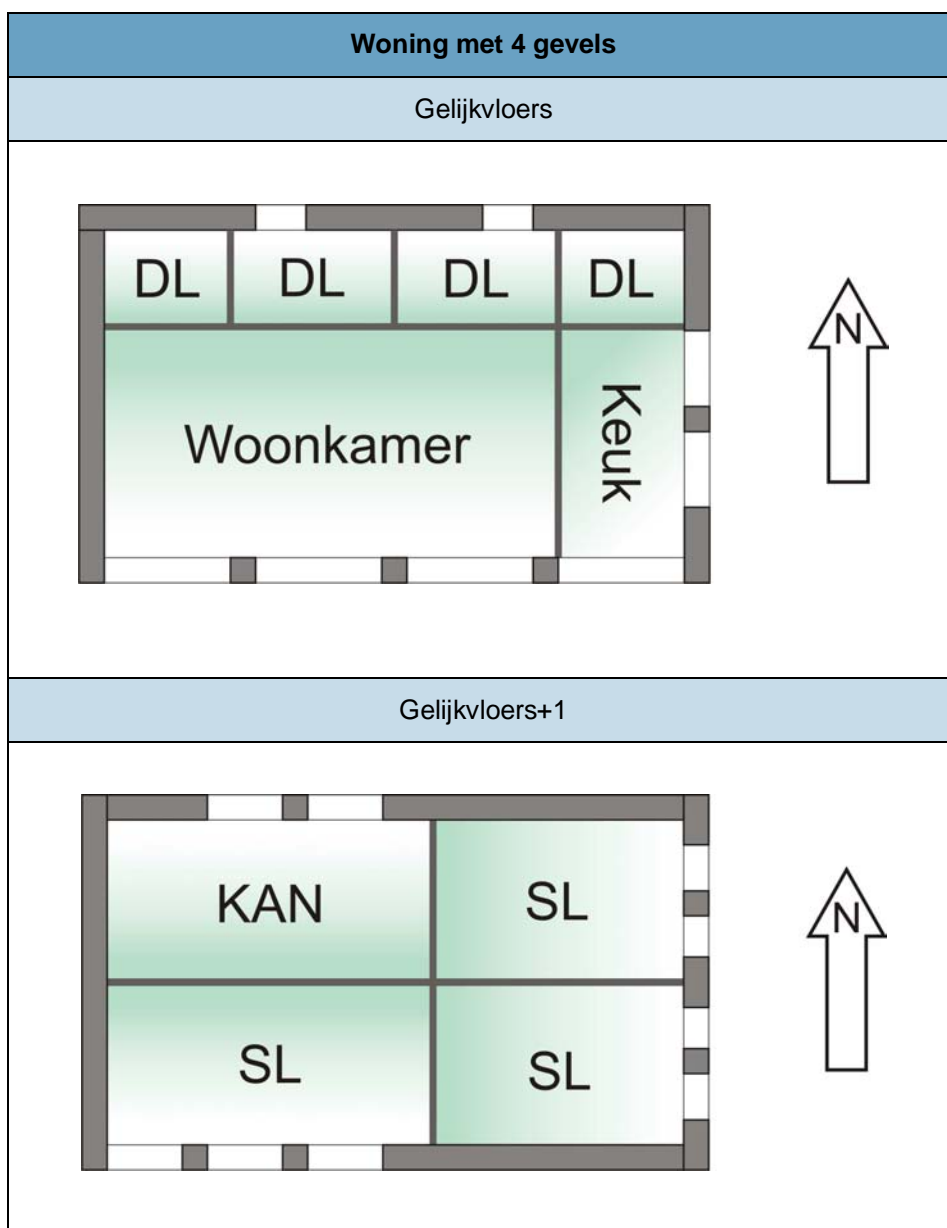 Woning met 4 gevels
Gelijkvloers
DL DL DL DL
N
Woonkamer Keuk
Gelijkvloers+1
KAN SL
N
SL SL